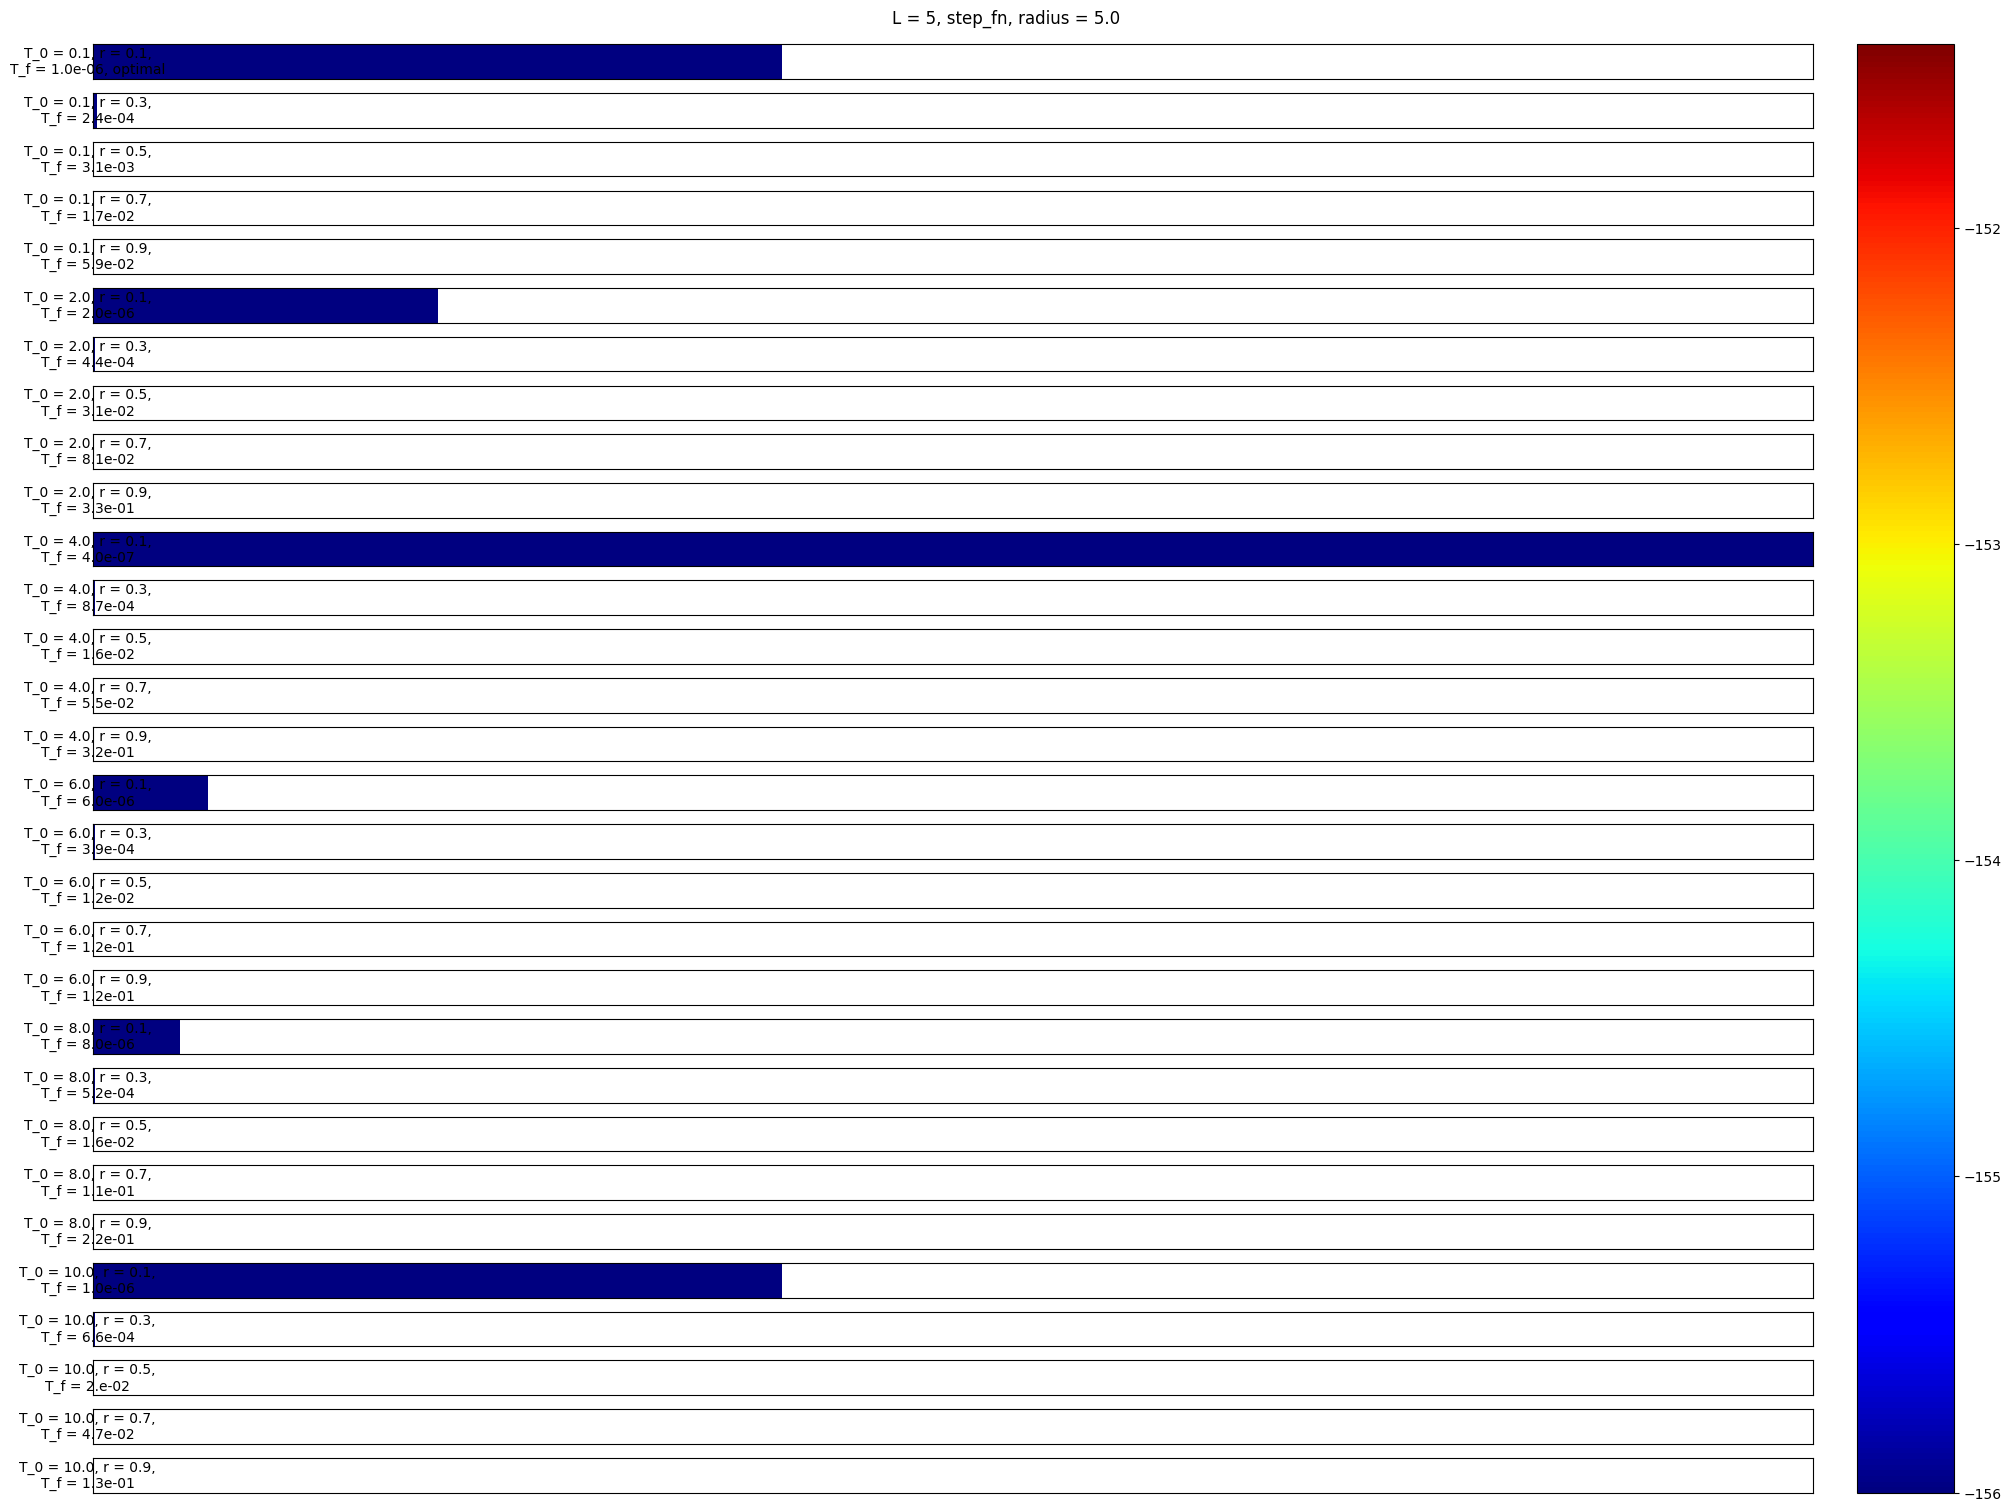 L = 5, step_fn, radius = 5.0
T_0 = 0.1, r = 0.1,
T_f = 1.0e-06, optimal
T_0 = 0.1, r = 0.3,
T_f = 2.4e-04
T_0 = 0.1, r = 0.5,
T_f = 3.1e-03
T_0 = 0.1, r = 0.7,
T_f = 1.7e-02
T_0 = 0.1, r = 0.9,
T_f = 5.9e-02
T_0 = 2.0, r = 0.1,
T_f = 2.0e-06
T_0 = 2.0, r = 0.3,
T_f = 4.4e-04
T_0 = 2.0, r = 0.5,
T_f = 3.1e-02
T_0 = 2.0, r = 0.7,
T_f = 8.1e-02
T_0 = 2.0, r = 0.9,
T_f = 3.3e-01
T_0 = 4.0, r = 0.1,
T_f = 4.0e-07
T_0 = 4.0, r = 0.3,
T_f = 8.7e-04
T_0 = 4.0, r = 0.5,
T_f = 1.6e-02
T_0 = 4.0, r = 0.7,
T_f = 5.5e-02
T_0 = 4.0, r = 0.9,
T_f = 3.2e-01
T_0 = 6.0, r = 0.1,
T_f = 6.0e-06
T_0 = 6.0, r = 0.3,
T_f = 3.9e-04
T_0 = 6.0, r = 0.5,
T_f = 1.2e-02
T_0 = 6.0, r = 0.7,
T_f = 1.2e-01
T_0 = 6.0, r = 0.9,
T_f = 1.2e-01
T_0 = 8.0, r = 0.1,
T_f = 8.0e-06
T_0 = 8.0, r = 0.3,
T_f = 5.2e-04
T_0 = 8.0, r = 0.5,
T_f = 1.6e-02
T_0 = 8.0, r = 0.7,
T_f = 1.1e-01
T_0 = 8.0, r = 0.9,
T_f = 2.2e-01
T_0 = 10.0, r = 0.1,
T_f = 1.0e-06
T_0 = 10.0, r = 0.3,
T_f = 6.6e-04
T_0 = 10.0, r = 0.5,
T_f = 2.e-02
T_0 = 10.0, r = 0.7,
T_f = 4.7e-02
T_0 = 10.0, r = 0.9,
T_f = 1.3e-01
−152
−153
−154
−155
−156